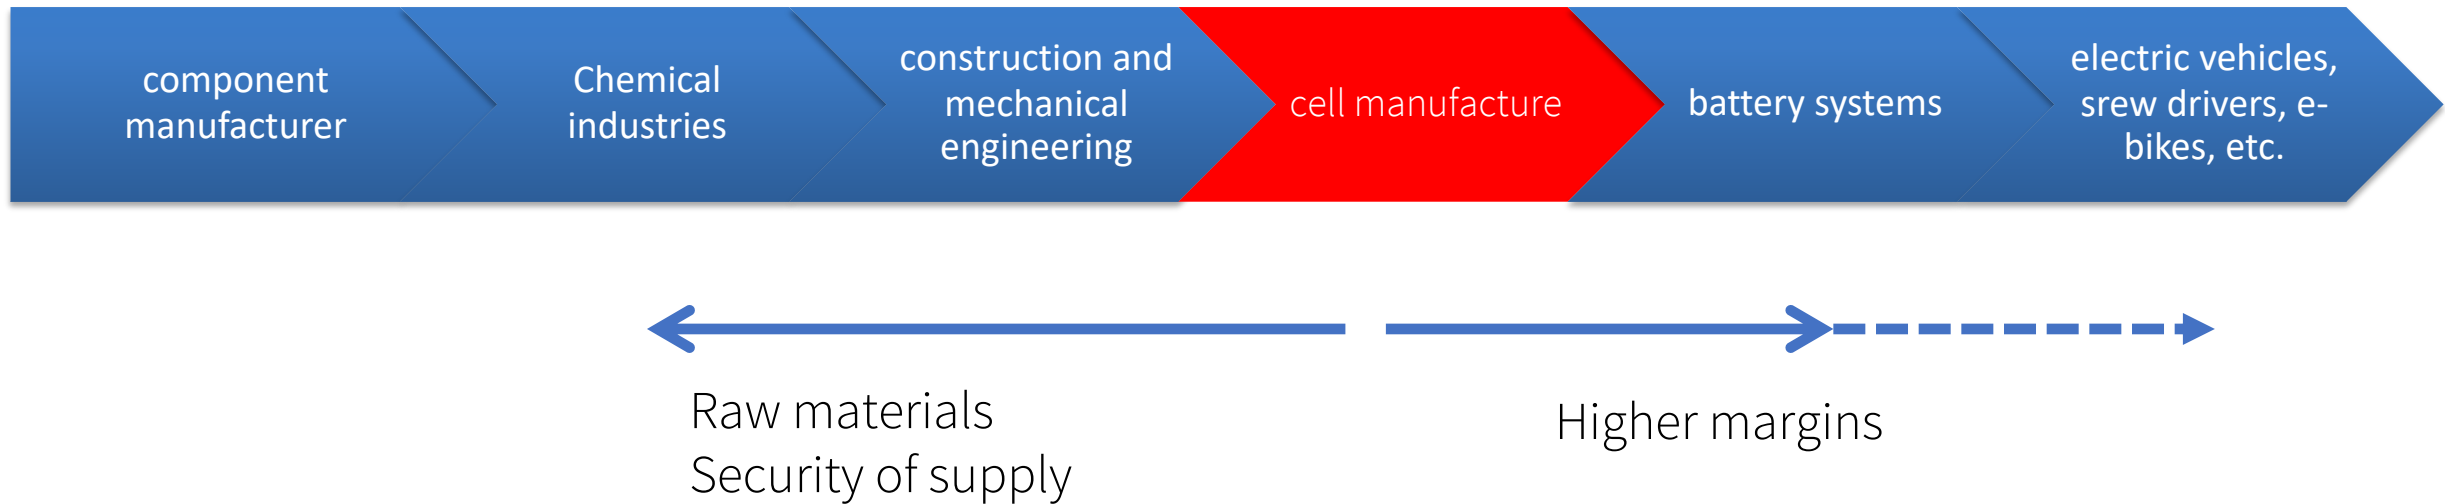 component
manufacturer
Chemical
industries
construction and
mechanical
engineering
cell manufacture
battery systems
electric vehicles,
srew drivers, e-
bikes, etc.
Raw materials
Security of supply
Higher margins